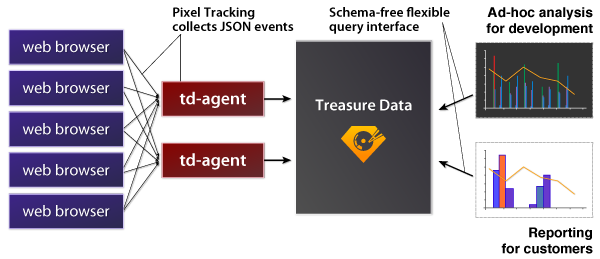 Pixel Tracking
collects JSON events
Schema-free flexible
query interface
Ad-hoc analysis
for development
web browser
web browser
web browser
web browser
web browser
td-agent
td-agent
Treasure Data
Reporting
for customers